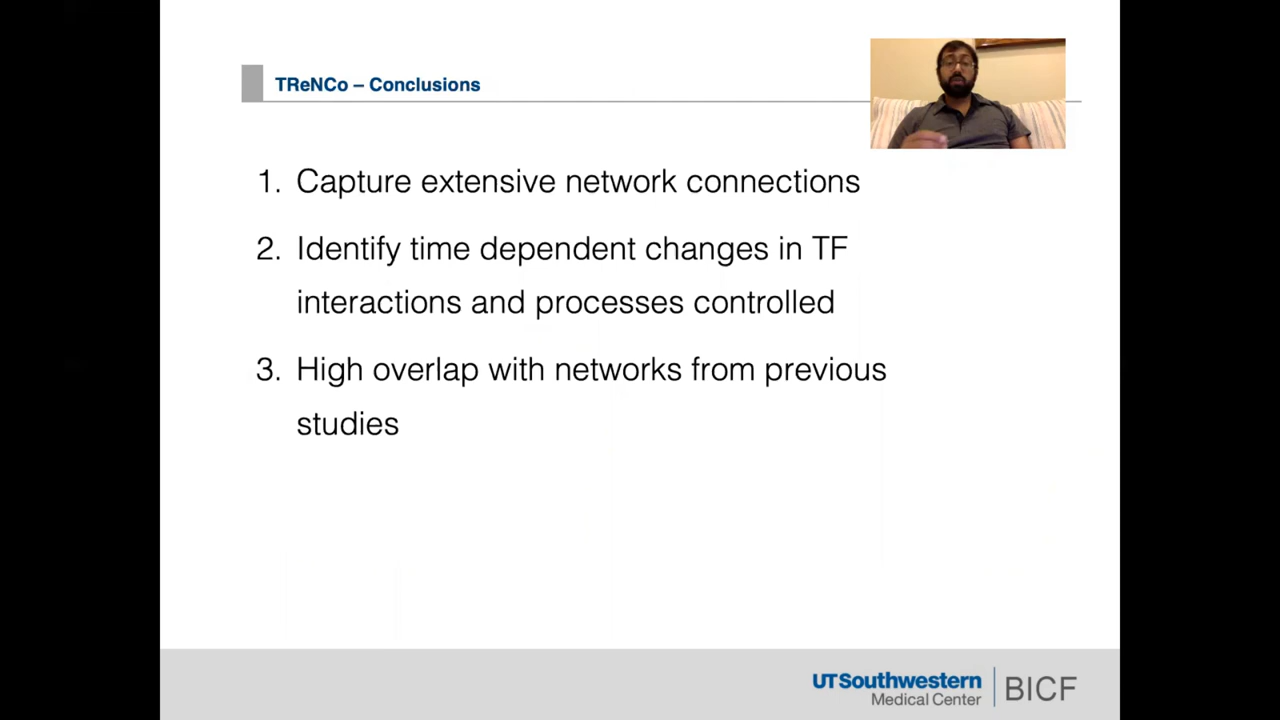 TReNCo – Conclusions
1. Capture extensive network connections
2. Identify time dependent changes in TF
interactions and processes controlled
3. High overlap with networks from previous
studies
UTSouthwestern
Medical Center
BICF